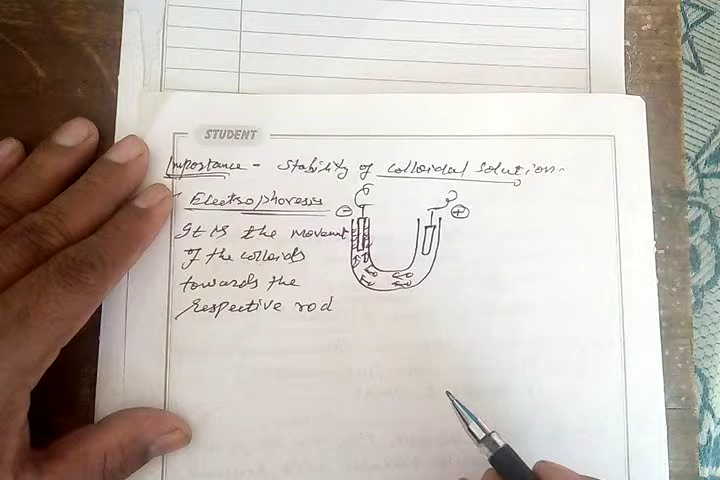 STUDENT
Importance - Stability of colloidal solution.
Electrophoresis
It is the movement
of the colloids
towards the
respective rod
- +